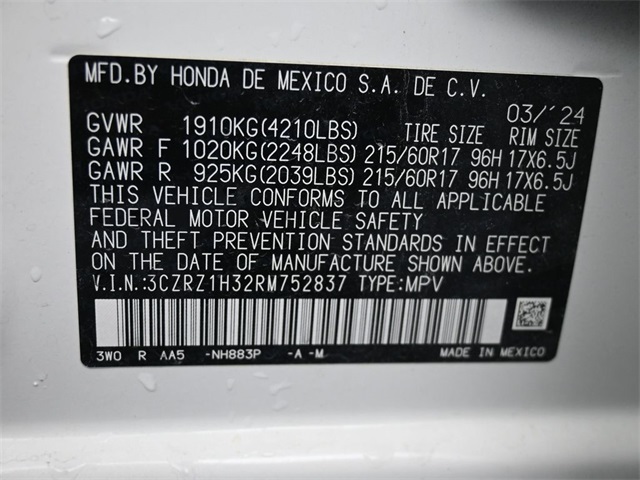 MFD. BY HONDA DE MEXICO S.A. DE C.V.
03/'24
GVWR 1910KG(4210LBS) TIRE SIZE RIM SIZE
GAWR F 1020KG(2248LBS) 215/60R17 96H 17X6.5J
GAWR R 925KG(2039LBS) 215/60R17 96H 17X6.5J
THIS VEHICLE CONFORMS TO ALL APPLICABLE
FEDERAL MOTOR VEHICLE SAFETY
AND THEFT PREVENTION STANDARDS IN EFFECT
ON THE DATE OF MANUFACTURE SHOWN ABOVE.
V.I.N.:3CZRZ1H32RM752837 TYPE:MPV
3W0 R AA5 -NH883P -A -M
MADE IN MEXICO